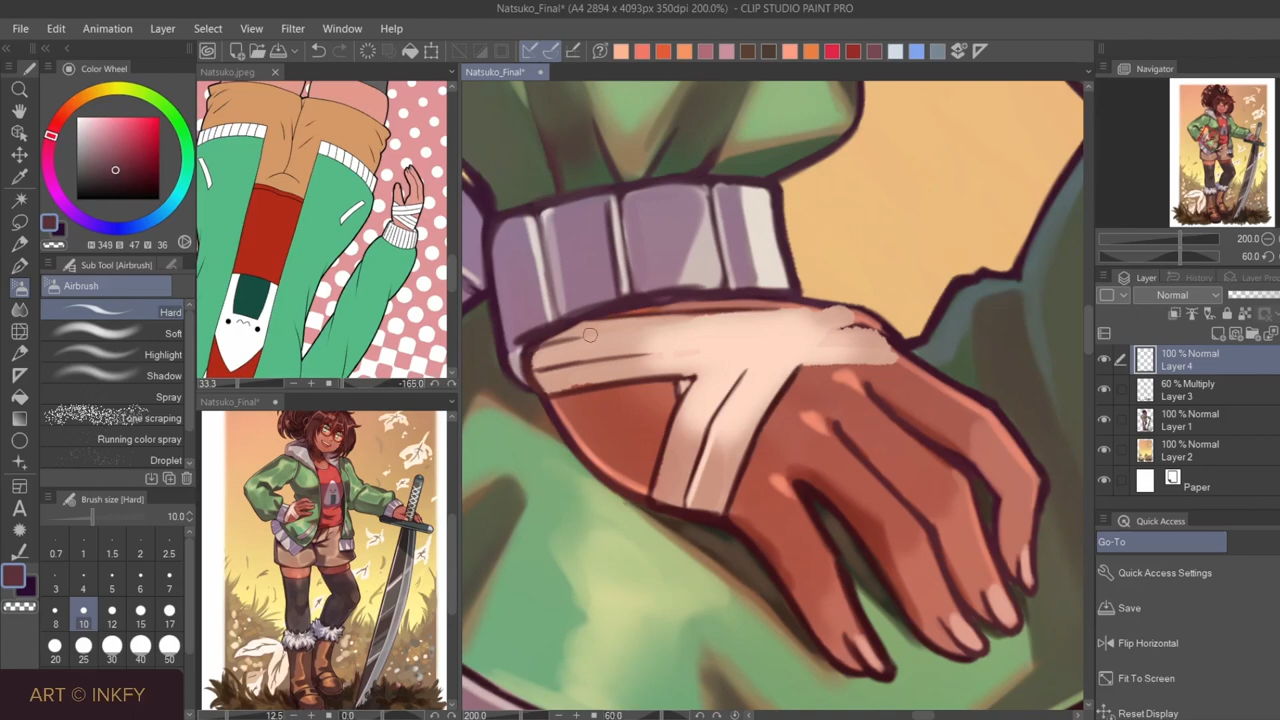 Natsuko_Final* (A4 2894 x 4093px 350dpi 200.0%) - CLIP STUDIO PAINT PRO
File Edit Animation Layer Select View Filter Window Help
Color Wheel
H 349 S 47 V 36
Sub Tool [Airbrush]
Airbrush
Hard
Soft
Highlight
Shadow
Spray
Tone scraping
Running color spray
Droplet
Brush size [Hard]
10.0
0.7 1 1.5 2 2.5
3 4 5 6 7
8 10 12 15 17
20 25 30 40 50
ART © INKFY
Natsuko.jpeg
33.3 -165.0
Natsuko_Final*
12.5 0.0
Natsuko_Final*
200.0 60.0
Navigator
200.0
60.0
Layer History Layer Pro
Normal
100 % Normal
Layer 4
60 % Multiply
Layer 3
100 % Normal
Layer 1
100 % Normal
Layer 2
Paper
Quick Access
Go-To
Quick Access Settings
Save
Flip Horizontal
Fit To Screen
Reset Display